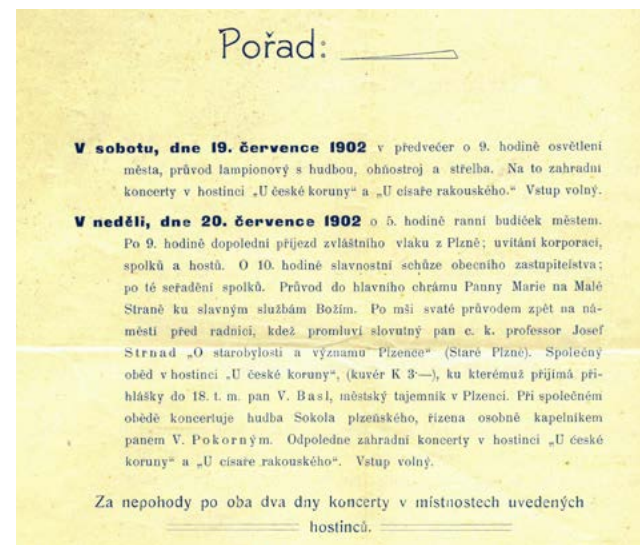 Pořad:
V sobotu, dne 19. července 1902 v předvečer o 9. hodině osvětlení
města, průvod lampionový s hudbou, ohňostroj a střelba. Na to zahradní
koncerty v hostinci „U české koruny“ a „U císaře rakouského.“ Vstup volný.
V neděli, dne 20. července 1902 o 5. hodině ranní budíček městem.
Po 9. hodině dopolední příjezd zvláštního vlaku z Plzně; uvítání korporací,
spolků a hostů. O 10. hodině slavnostní schůze obecního zastupitelstva;
po té seřadění spolků. Průvod do hlavního chrámu Panny Marie na Malé
Straně ku slavným službám Božím. Po mši svaté průvodem zpět na ná-
městí před radnici, kdež promluví slovutný pan c. k. professor Josef
Strnad „O starobylosti a významu Plzence“ (Staré Plzně). Společný
oběd v hostinci „U české koruny“, (kuvér K 3·—), ku kterémuž přijímá při-
hlášky do 18. t. m. pan V. Basl, městský tajemník v Plzenci. Při společném
obědě koncertuje hudba Sokola plzeňského, řízena osobně kapelníkem
panem V. Pokorným. Odpoledne zahradní koncerty v hostinci „U české
koruny“ a „U císaře rakouského“. Vstup volný.
Za nepohody po oba dva dny koncerty v místnostech uvedených
hostinců.